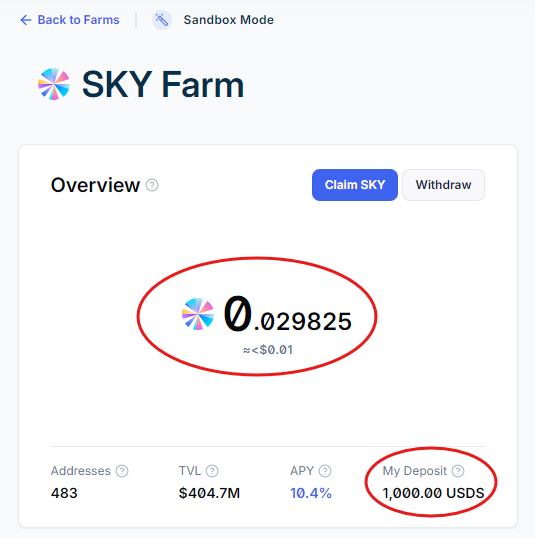 Back to Farms
Sandbox Mode
SKY Farm
Overview
Claim SKY
Withdraw
0.029825
≈<$0.01
Addresses TVL APY My Deposit
483 $404.7M 10.4% 1,000.00 USDS